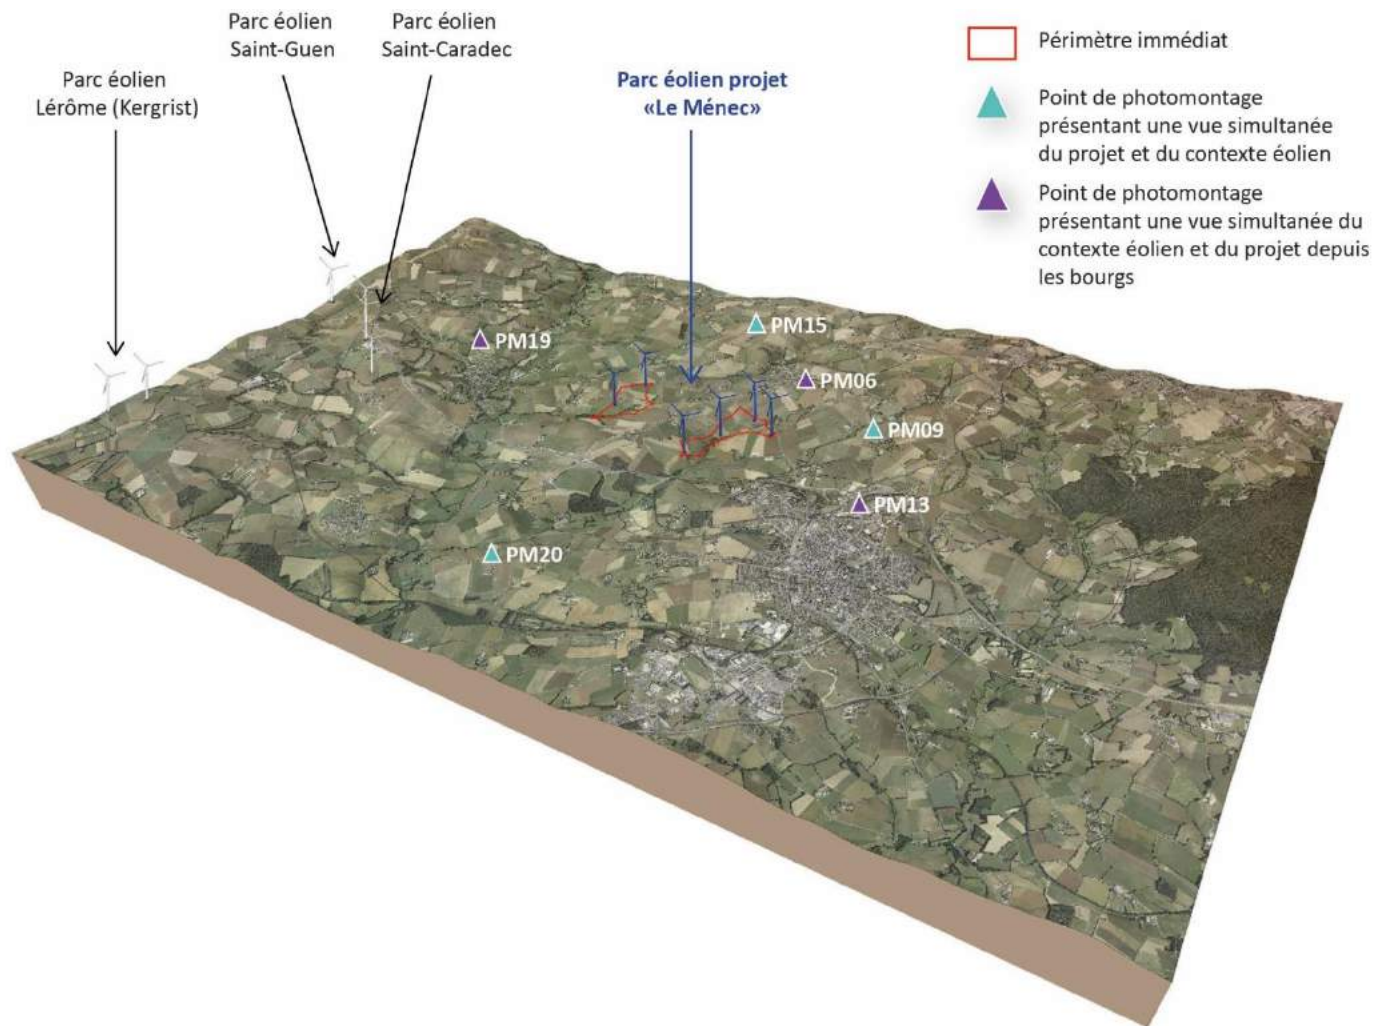 Parc éolien
Saint-Guen
Parc éolien
Saint-Caradec
Parc éolien
Lérôme (Kergrist)
Parc éolien projet
«Le Ménec»
Périmètre immédiat
Point de photomontage
présentant une vue simultanée
du projet et du contexte éolien
Point de photomontage
présentant une vue simultanée du
contexte éolien et du projet depuis
les bourgs
PM15
PM19
PM06
PM09
PM13
PM20